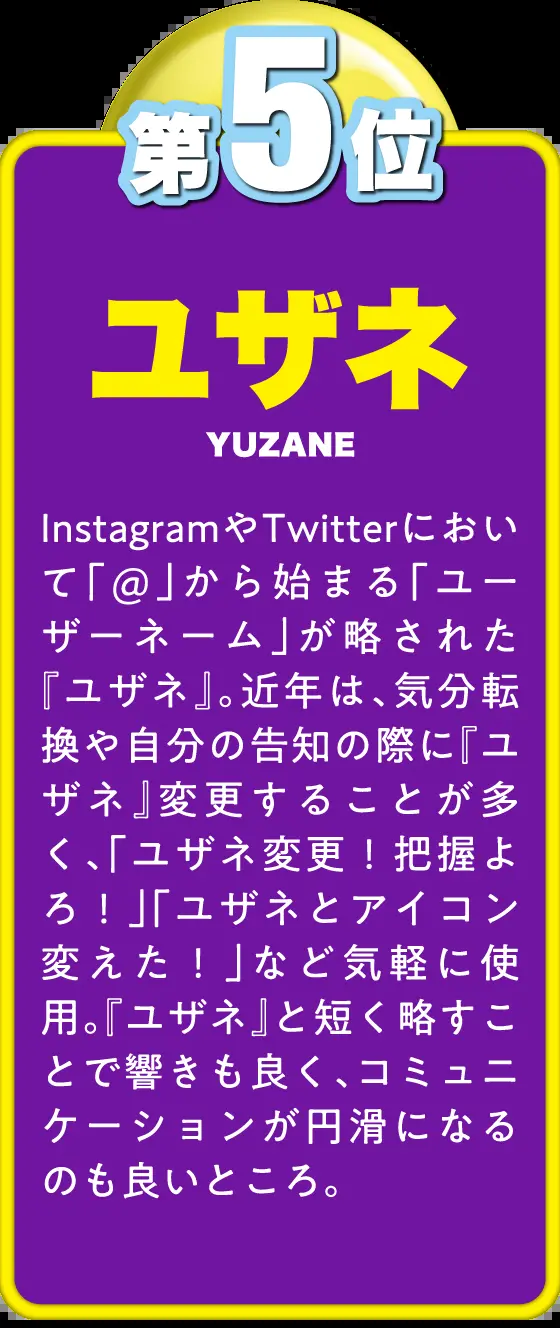 第5位
ユザネ
YUZANE
InstagramやTwitterにおい
て「@」から始まる「ユー
ザーネーム」が略された
『ユザネ』。近年は、気分転
換や自分の告知の際に『ユ
ザネ』変更することが多
く、「ユザネ変更！把握よ
ろ！」「ユザネとアイコン
変えた！」など気軽に使
用。『ユザネ』と短く略すこ
とで響きも良く、コミュニ
ケーションが円滑になる
のも良いところ。